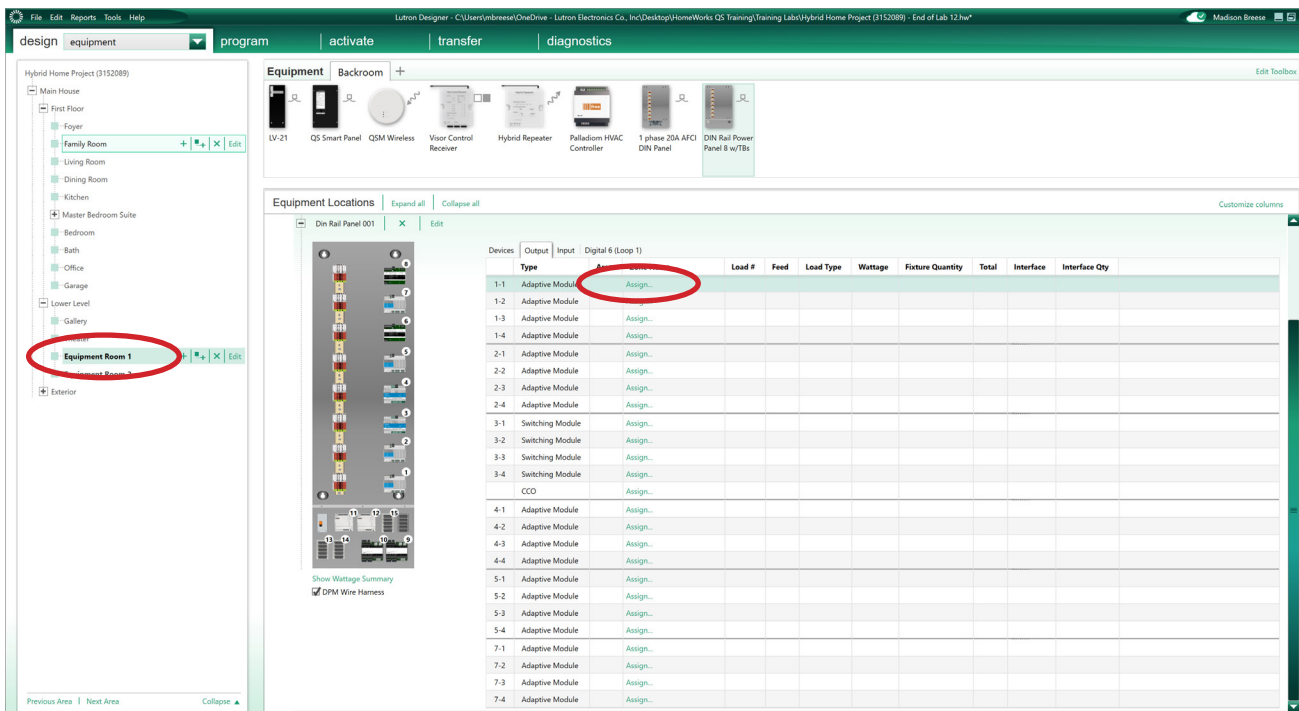 File Edit Reports Tools Help
Lutron Designer - C:\Users\mbreese\OneDrive - Lutron Electronics Co., Inc\Desktop\HomeWorks QS Training\Training Labs\Hybrid Home Project (3152089) - End of Lab 12.hw*
Madison Breese
design equipment program activate transfer diagnostics
Hybrid Home Project (3152089)
Main House
First Floor
Foyer
Family Room + + × Edit
Living Room
Dining Room
Kitchen
Master Bedroom Suite
Bedroom
Bath
Office
Garage
Lower Level
Gallery
Equipment Room 1 + + × Edit
Exterior
Previous Area | Next Area Collapse
Equipment Backroom +
Edit Toolbox
LV-21
QS Smart Panel
QSM Wireless
Visor Control
Receiver
Hybrid Repeater
Palladiom HVAC
Controller
1 phase 20A AFCI
DIN Panel
DIN Rail Power
Panel 8 w/TBs
Equipment Locations Expand all Collapse all
Customize columns
Din Rail Panel 001 × Edit
8
7
6
5
4
3
2
1
11 12 15
13 14 10 9
Show Wattage Summary
DPM Wire Harness
Devices Output Input Digital 6 (Loop 1)
Type Load # Feed Load Type Wattage Fixture Quantity Total Interface Interface Qty
1-1 Adaptive Module Assign...
1-2 Adaptive Module
1-3 Adaptive Module Assign...
1-4 Adaptive Module Assign...
2-1 Adaptive Module Assign...
2-2 Adaptive Module Assign...
2-3 Adaptive Module Assign...
2-4 Adaptive Module Assign...
3-1 Switching Module Assign...
3-2 Switching Module Assign...
3-3 Switching Module Assign...
3-4 Switching Module Assign...
CCO Assign...
4-1 Adaptive Module Assign...
4-2 Adaptive Module Assign...
4-3 Adaptive Module Assign...
4-4 Adaptive Module Assign...
5-1 Adaptive Module Assign...
5-2 Adaptive Module Assign...
5-3 Adaptive Module Assign...
5-4 Adaptive Module Assign...
7-1 Adaptive Module Assign...
7-2 Adaptive Module Assign...
7-3 Adaptive Module Assign...
7-4 Adaptive Module Assign...